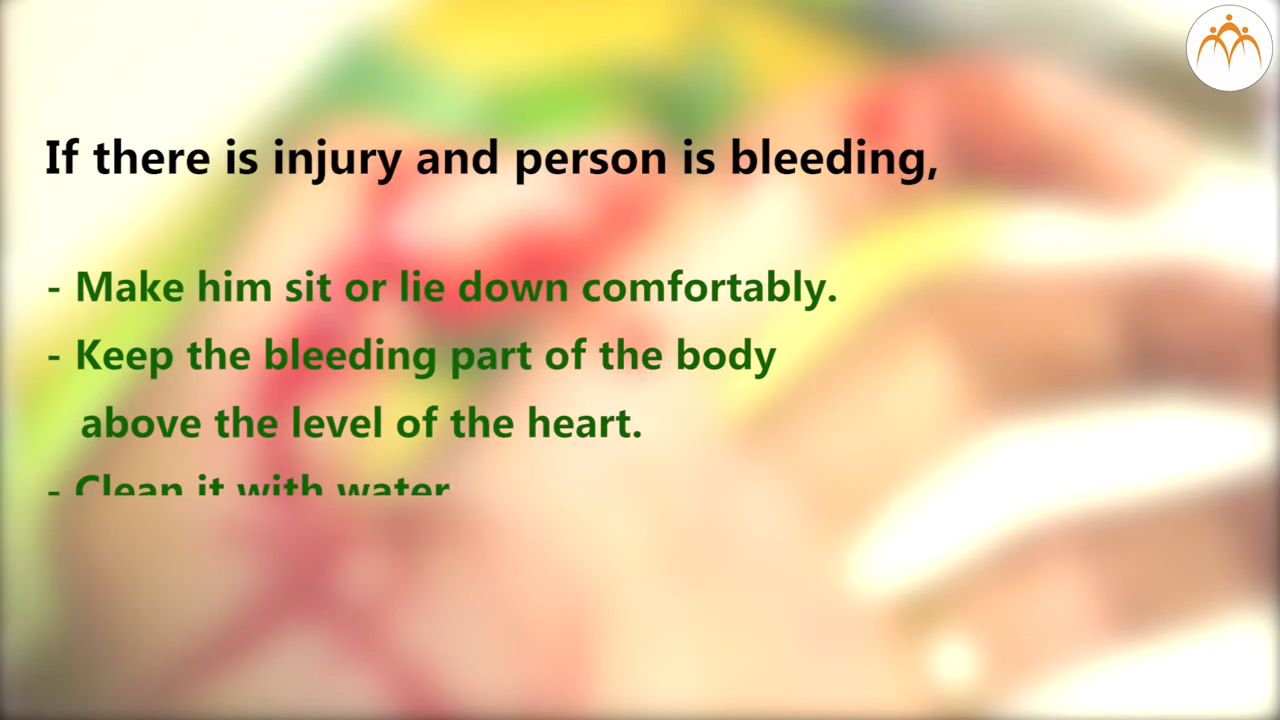 If there is injury and person is bleeding,
- Make him sit or lie down comfortably.
- Keep the bleeding part of the body
above the level of the heart.
- Clean it with water